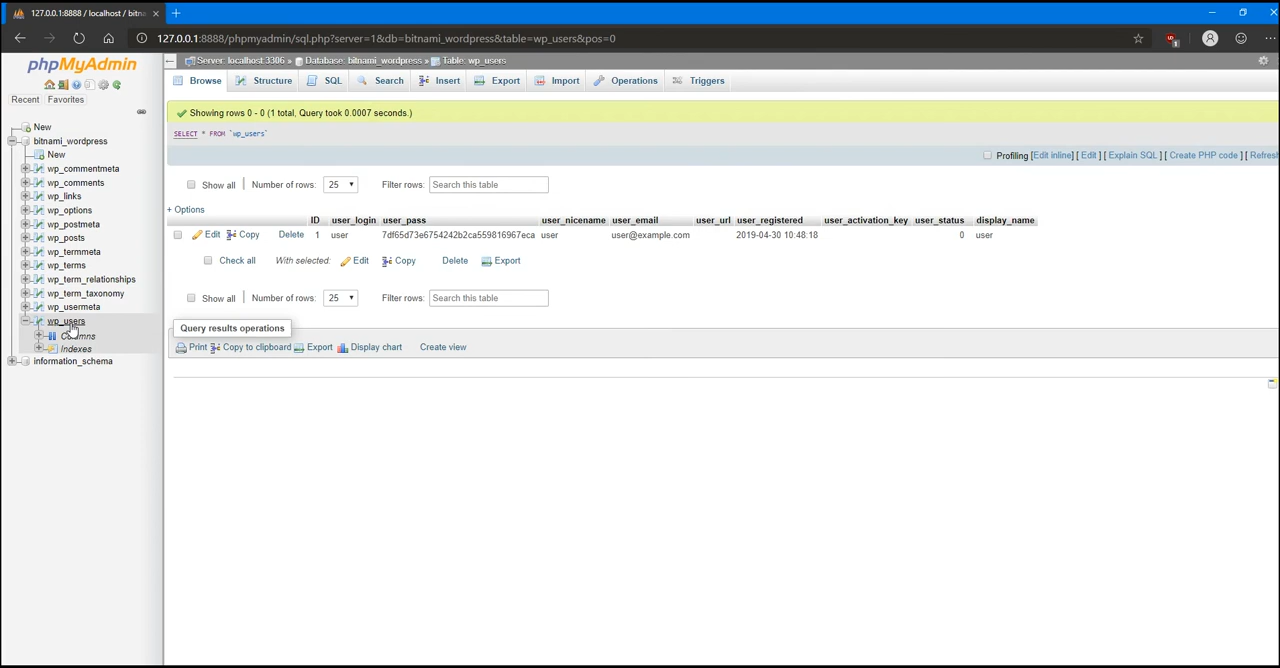 127.0.0.1:8888 / localhost / bitna
127.0.0.1:8888/phpmyadmin/sql.php?server=1&db=bitnami_wordpress&table=wp_users&pos=0
phpMyAdmin
Recent Favorites
New
bitnami_wordpress
New
wp_commentmeta
wp_comments
wp_links
wp_options
wp_postmeta
wp_posts
wp_termmeta
wp_terms
wp_term_relationships
wp_term_taxonomy
wp_usermeta
wp_users
Columns
Indexes
information_schema
Server: localhost:3306 » Database: bitnami_wordpress » Table: wp_users
Browse Structure SQL Search Insert Export Import Operations Triggers
Showing rows 0 - 0 (1 total, Query took 0.0007 seconds.)
SELECT * FROM `wp_users`
Profiling [Edit inline] [ Edit ] [ Explain SQL ] [ Create PHP code ] [ Refresh
Show all Number of rows: 25 Filter rows: Search this table
+ Options
ID user_login user_pass user_nicename user_email user_url user_registered user_activation_key user_status display_name
Edit Copy Delete 1 user 7df65d73e6754242b2ca559816967eca user user@example.com 2019-04-30 10:48:18 0 user
Check all With selected: Edit Copy Delete Export
Show all Number of rows: 25 Filter rows: Search this table
Query results operations
Print Copy to clipboard Export Display chart Create view